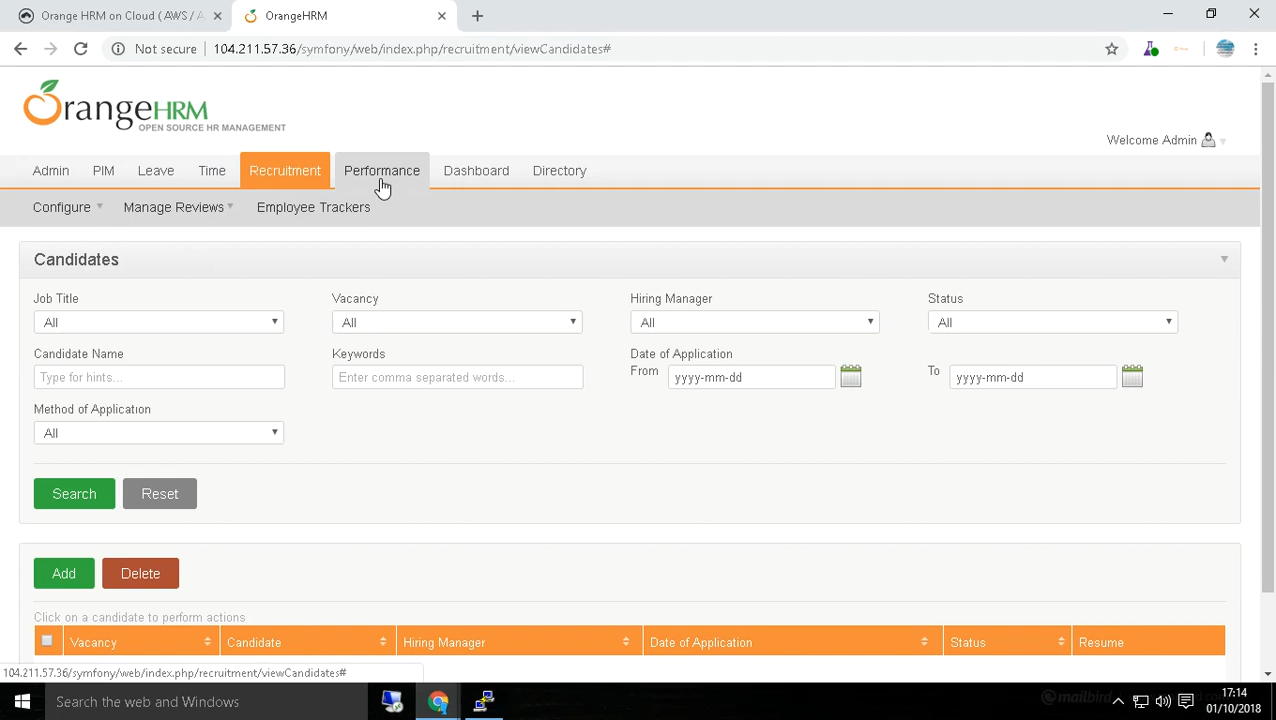 Orange HRM on Cloud ( AWS / A
OrangeHRM
Not secure
104.211.57.36/symfony/web/index.php/recruitment/viewCandidates#
OrangeHRM
OPEN SOURCE HR MANAGEMENT
Welcome Admin
Admin PIM Leave Time Recruitment Performance Dashboard Directory
Configure Manage Reviews Employee Trackers
Candidates
Job Title Vacancy Hiring Manager Status
All All All All
Candidate Name Keywords Date of Application
From To
Type for hints... Enter comma separated words... yyyy-mm-dd yyyy-mm-dd
Method of Application
All
Search Reset
Add Delete
Click on a candidate to perform actions
Vacancy Candidate Hiring Manager Date of Application Status Resume
104.211.57.36/symfony/web/index.php/recruitment/viewCandidates#
Search the web and Windows
mailbird
17:14
01/10/2018